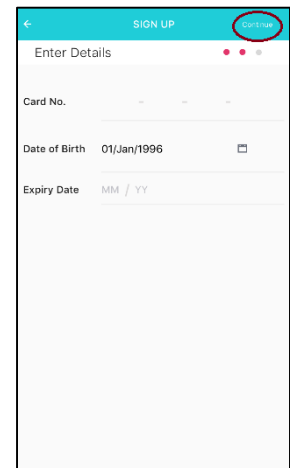 SIGN UP Continue
Enter Details
Card No. - - -
Date of Birth 01/Jan/1996
Expiry Date MM / YY